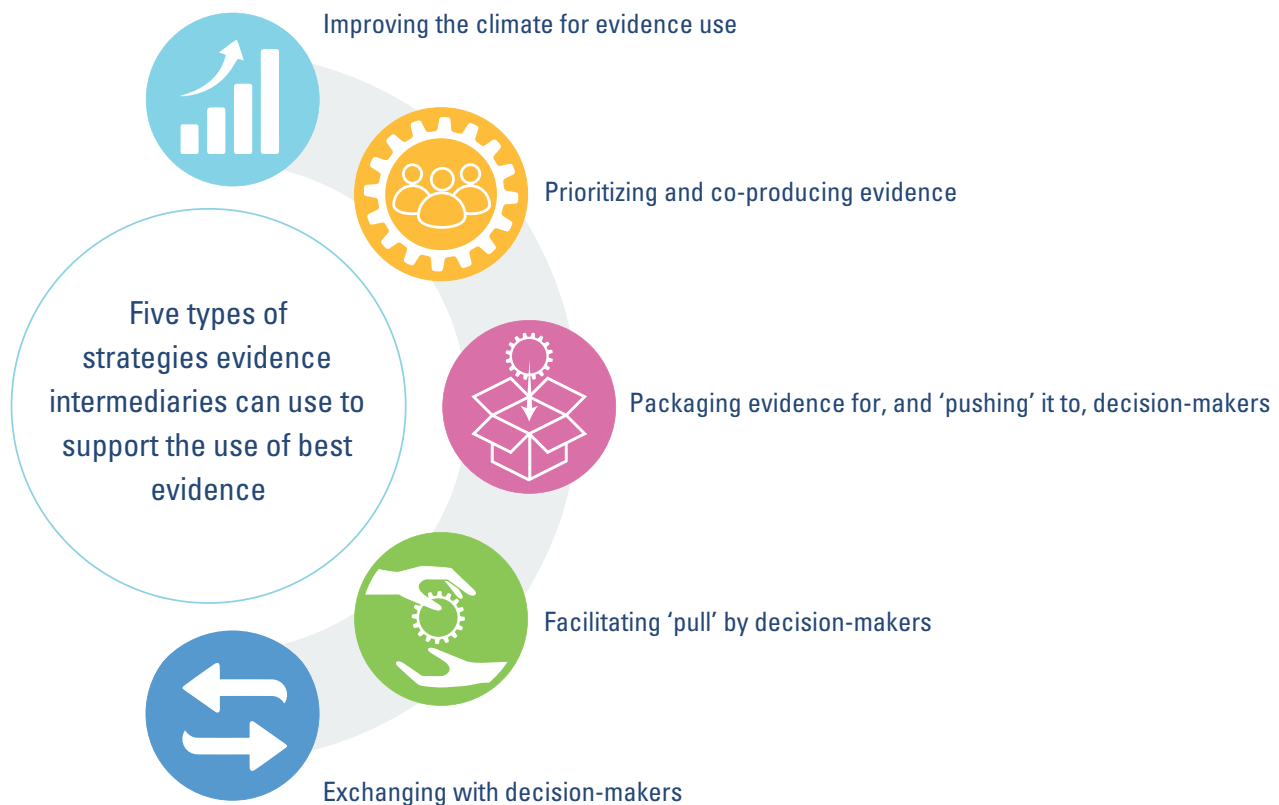 Improving the climate for evidence use
Prioritizing and co-producing evidence
Five types of
strategies evidence
intermediaries can use to
support the use of best
evidence
Packaging evidence for, and ‘pushing’ it to, decision-makers
Facilitating ‘pull’ by decision-makers
Exchanging with decision-makers